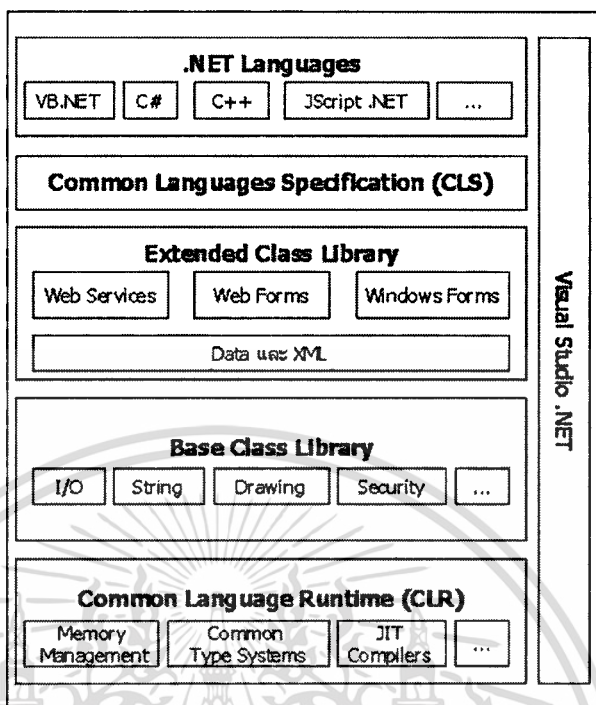 .NET Languages
VB.NET C# C++ JScript .NET ...
Common Languages Specification (CLS)
Extended Class Library
Web Services Web Forms Windows Forms
Data และ XML
Base Class Library
I/O String Drawing Security ...
Common Language Runtime (CLR)
Memory Management Common Type Systems JIT Compilers ...
Visual Studio .NET